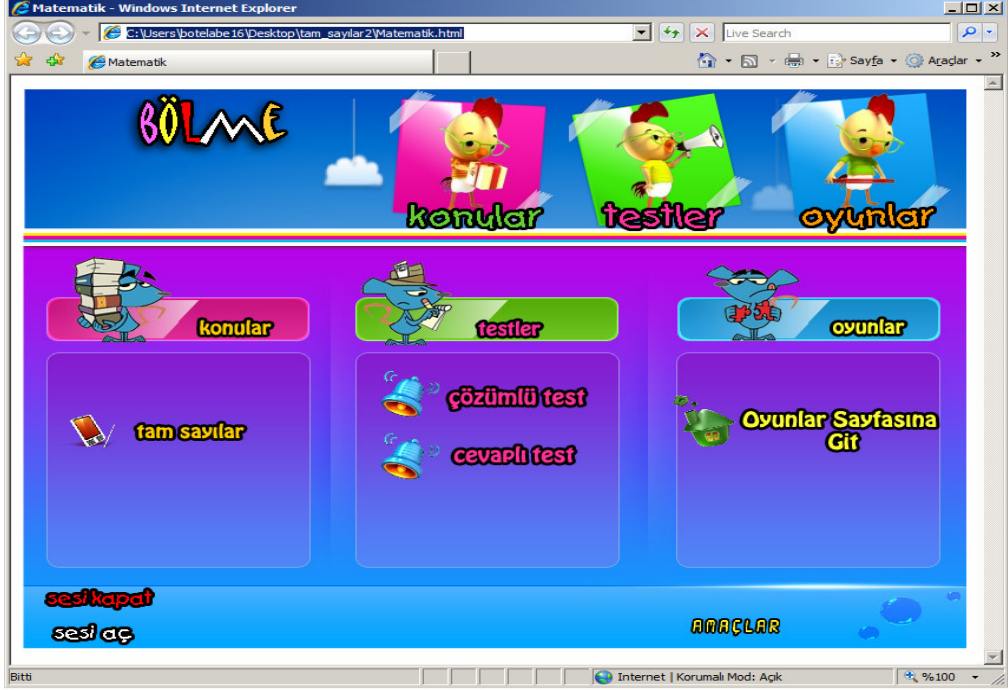 Matematik - Windows Internet Explorer
C:\Users\botelabe16\Desktop\tam_sayılar2\Matematik.html
Live Search
Matematik
Sayfa
Araçlar
BÖLME
konular
testler
oyunlar
konular
testler
oyunlar
tam sayılar
çözümlü test
cevaplı test
Oyunlar Sayfasına
Git
sesi kapat
sesi aç
AMAÇLAR
Bitti
Internet | Korumalı Mod: Açık
%100